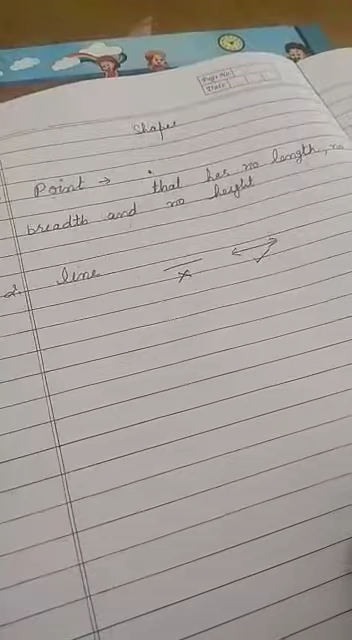 Page No.
Date
Shapes
Point → . that has no length, no
breadth and no height
2. line